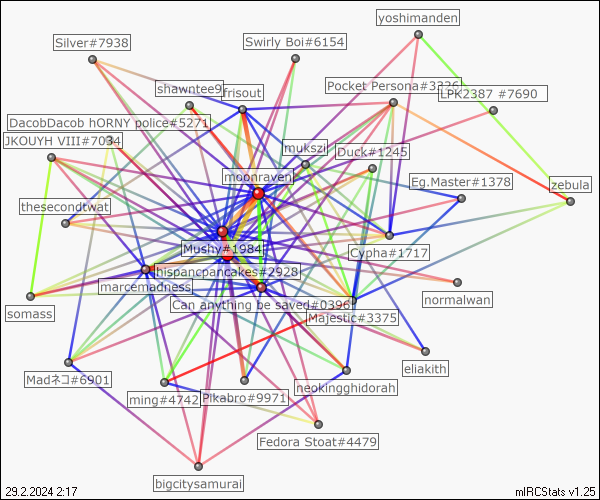 yoshimanden
Silver#7938
Swirly Boi#6154
shawntee9
frisout
Pocket Persona#3326
LPK2387 #7690
DacobDacob hORNY police#5271
JKOUYH VIII#7034
mukszi
Duck#1245
moonraven
Eg.Master#1378
zebula
thesecondtwat
Mushy#1984
Cypha#1717
hispancpancakes#2928
marcemadness
normalwan
somass
Can anything be saved#0396
Majestic#3375
eliakith
Madネコ#6901
neokingghidorah
ming#4742
Pikabro#9971
Fedora Stoat#4479
bigcitysamurai
29.2.2024 2:17
mIRCStats v1.25